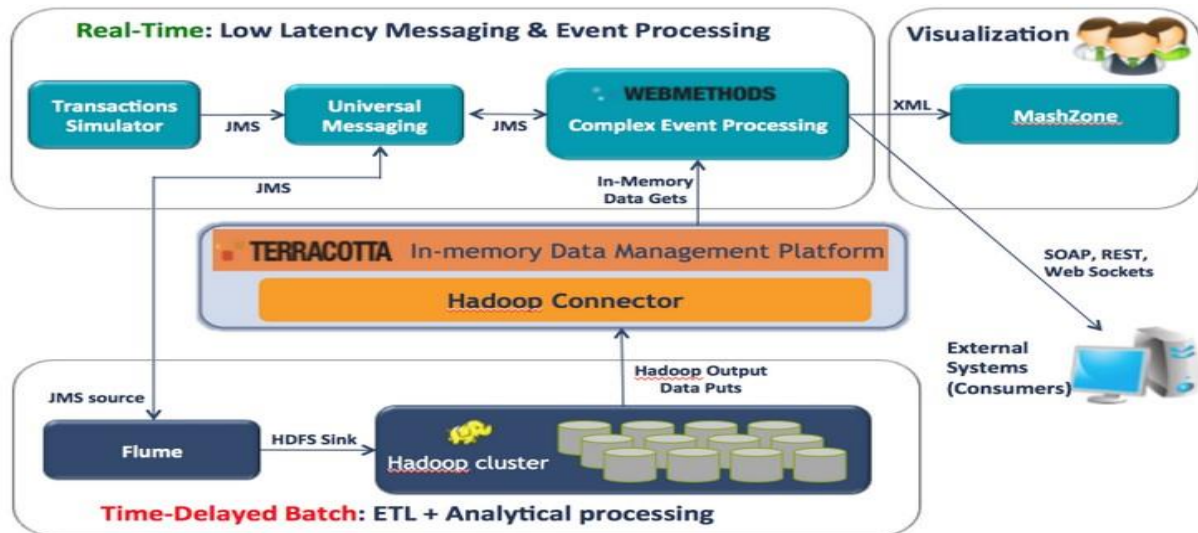 Real-Time: Low Latency Messaging & Event Processing
Visualization
Transactions
Simulator
JMS
Universal
Messaging
JMS
WEBMETHODS
Complex Event Processing
XML
MashZone
JMS
In-Memory
Data Gets
TERRACOTTA In-memory Data Management Platform
Hadoop Connector
SOAP, REST,
Web Sockets
External
Systems
(Consumers)
Hadoop Output
Data Puts
JMS source
Flume
HDFS Sink
Hadoop cluster
Time-Delayed Batch: ETL + Analytical processing